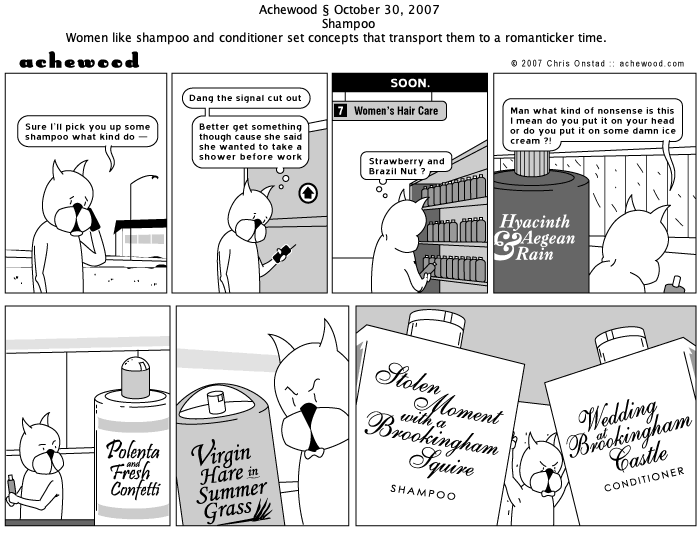 Achewood § October 30, 2007
Shampoo
Women like shampoo and conditioner set concepts that transport them to a romanticker time.
achewood
© 2007 Chris Onstad :: achewood.com
Sure I'll pick you up some
shampoo what kind do —
Dang the signal cut out
Better get something
though cause she said
she wanted to take a
shower before work
SOON.
7 Women's Hair Care
Strawberry and
Brazil Nut ?
Man what kind of nonsense is this
I mean do you put it on your head
or do you put it on some damn ice
cream ?!
Hyacinth
& Aegean
Rain
Polenta
and
Fresh
Confetti
Virgin
Hare in
Summer
Grass
Stolen
Moment
with a
Brookingham
Squire
SHAMPOO
Wedding
at
Brookingham
Castle
CONDITIONER